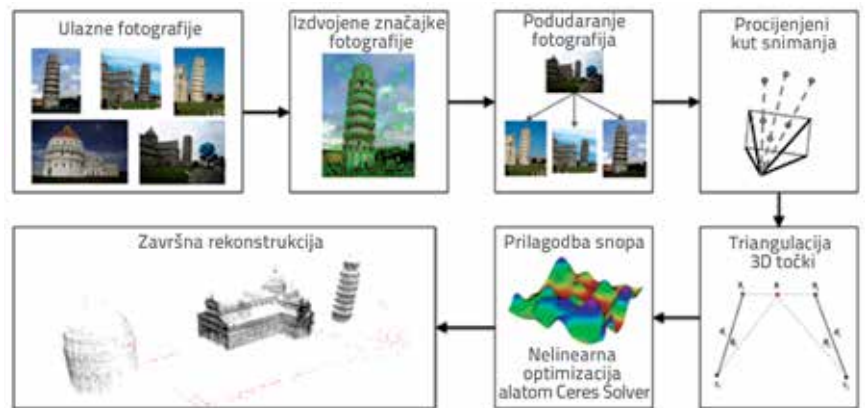 Ulazne fotografije
Izdvojene značajke
fotografije
Podudaranje
fotografija
Procijenjeni
kut snimanja
Triangulacija
3D točki
Prilagodba snopa
Nelinearna
optimizacija
alatom Ceres Solver
Završna rekonstrukcija